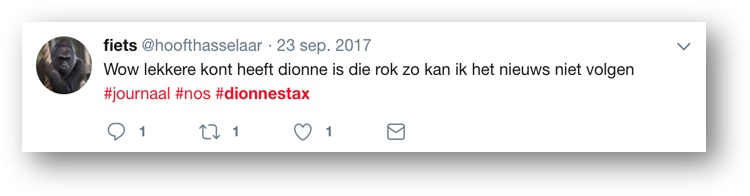 fiets @hoofthasselaar · 23 sep. 2017
Wow lekkere kont heeft dionne is die rok zo kan ik het nieuws niet volgen
#journaal #nos #dionnestax
1 1 1